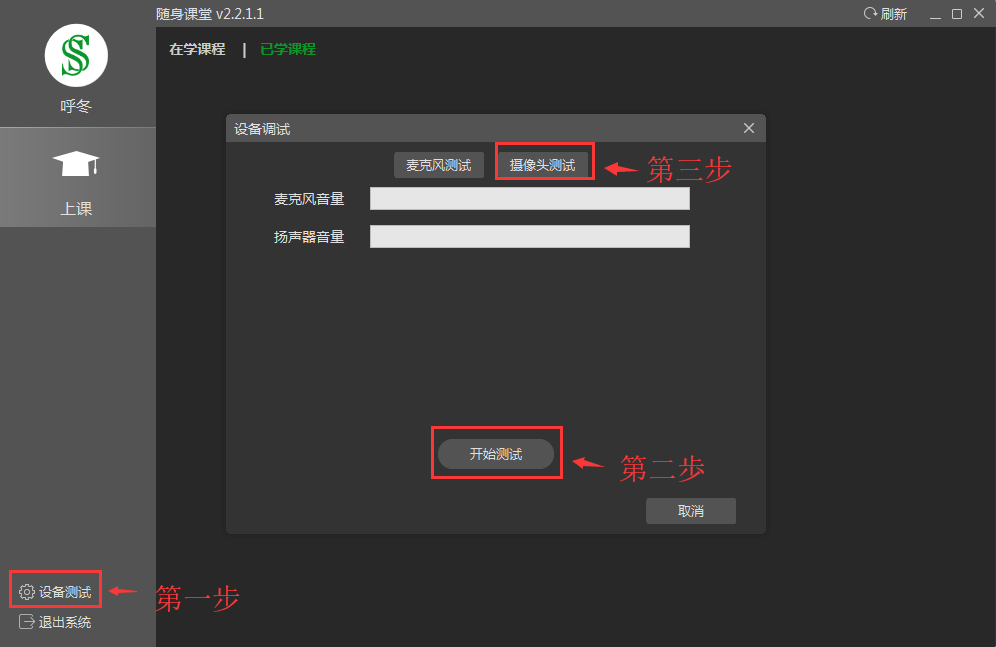 随身课堂 v2.2.1.1
刷新
呼冬
上课
在学课程 | 已学课程
设备调试
麦克风测试 摄像头测试
第三步
麦克风音量
扬声器音量
开始测试
第二步
取消
设备测试
第一步
退出系统